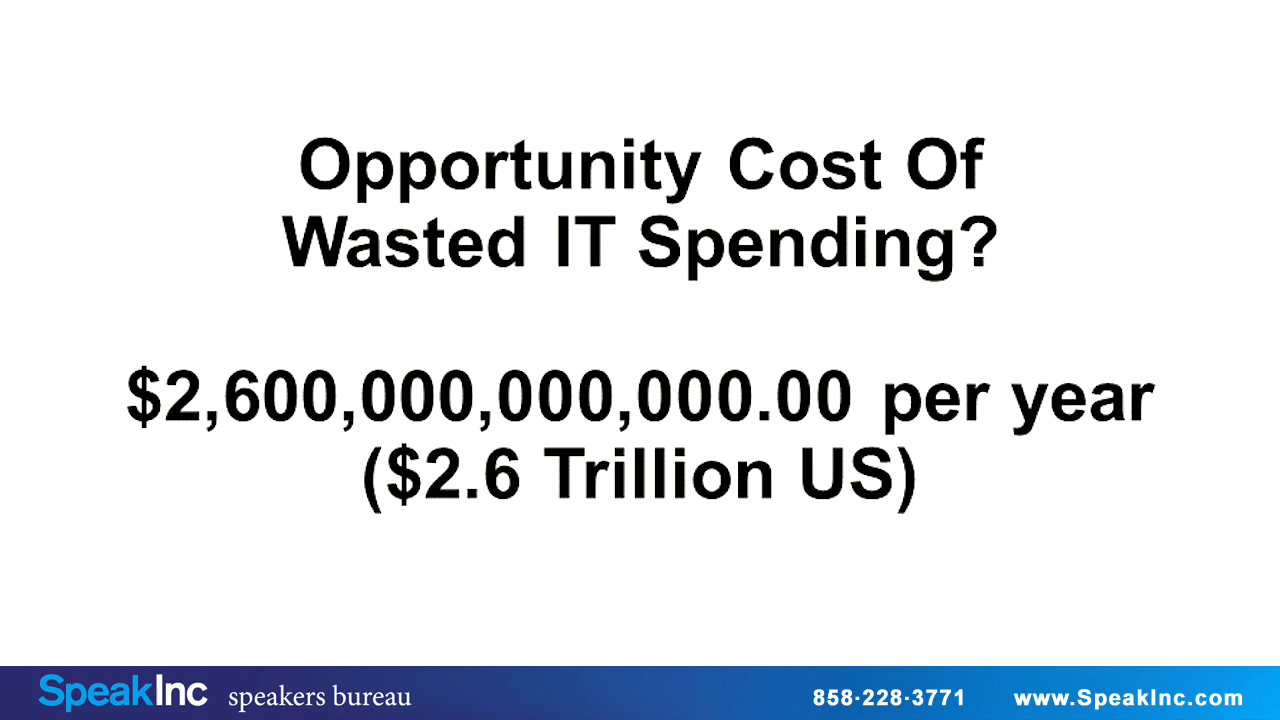 Opportunity Cost Of
Wasted IT Spending?
$2,600,000,000,000.00 per year
($2.6 Trillion US)
SpeakInc speakers bureau 858·228·3771 www.SpeakInc.com